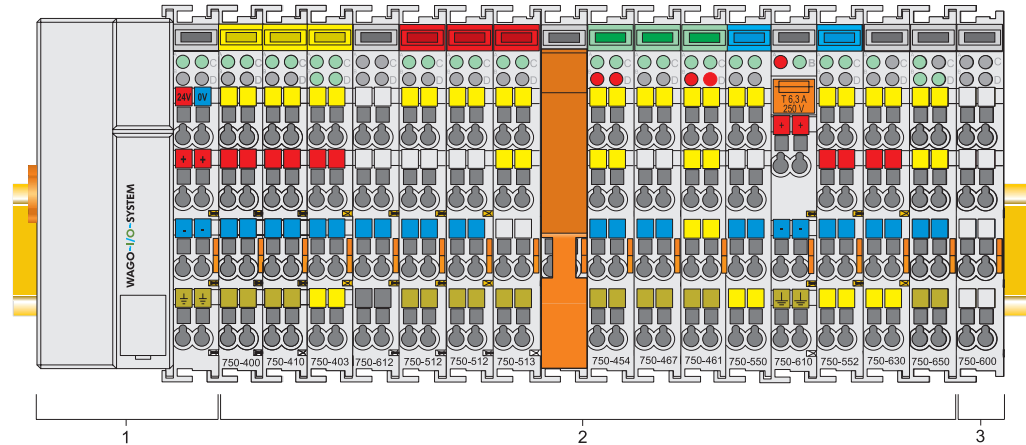 C C C C C C C C C C C C B C C C C
D D D D D D D D D D D D D D D D
24V 0V
T 6,3 A
250 V
+ +
+ +
WAGO-I/O-SYSTEM
- - - -
750-400 750-410 750-403 750-612 750-512 750-512 750-513 750-454 750-467 750-461 750-550 750-610 750-552 750-630 750-650 750-600
1 2 3